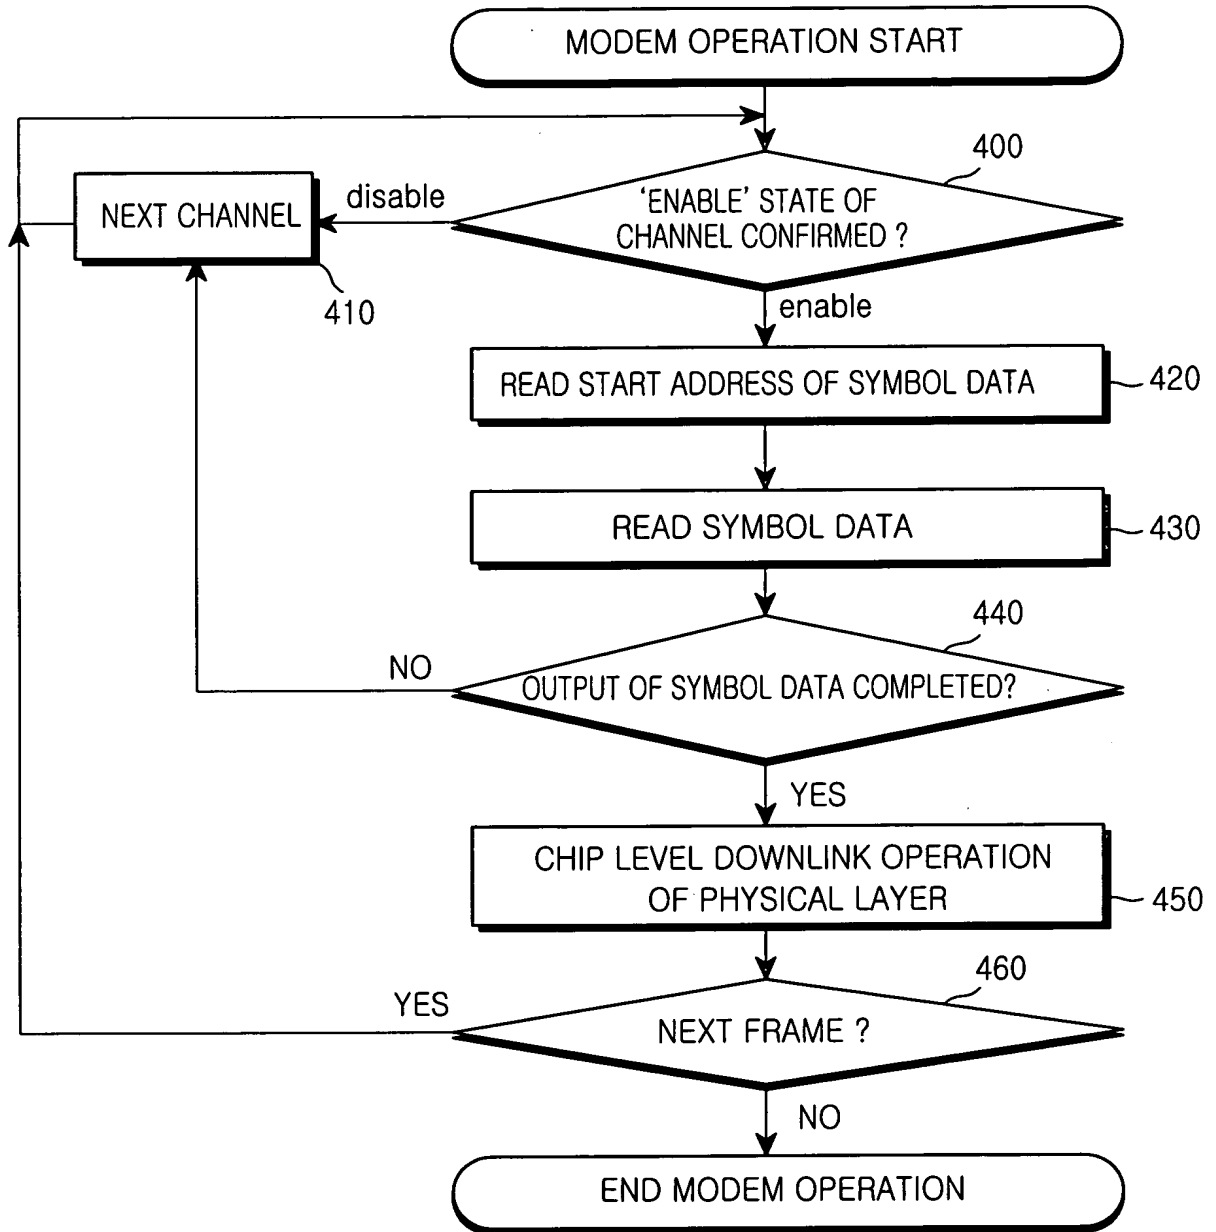 MODEM OPERATION START
400
'ENABLE' STATE OF
CHANNEL CONFIRMED ?
disable
NEXT CHANNEL
410
enable
READ START ADDRESS OF SYMBOL DATA
420
READ SYMBOL DATA
430
440
NO
OUTPUT OF SYMBOL DATA COMPLETED?
YES
CHIP LEVEL DOWNLINK OPERATION
OF PHYSICAL LAYER
450
460
YES
NEXT FRAME ?
NO
END MODEM OPERATION